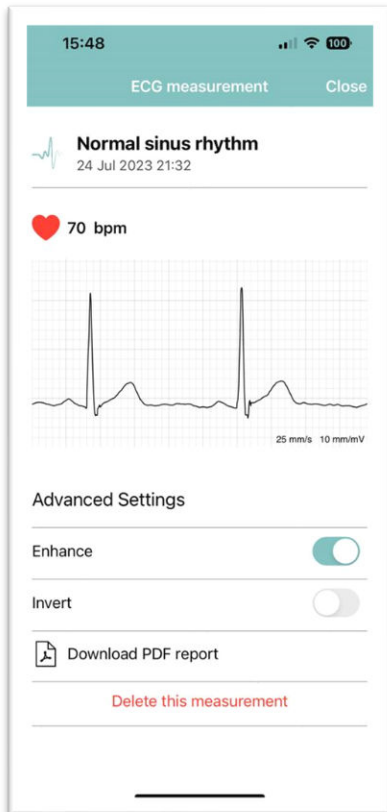 15:48
100
ECG measurement Close
Normal sinus rhythm
24 Jul 2023 21:32
70 bpm
25 mm/s 10 mm/mV
Advanced Settings
Enhance
Invert
Download PDF report
Delete this measurement